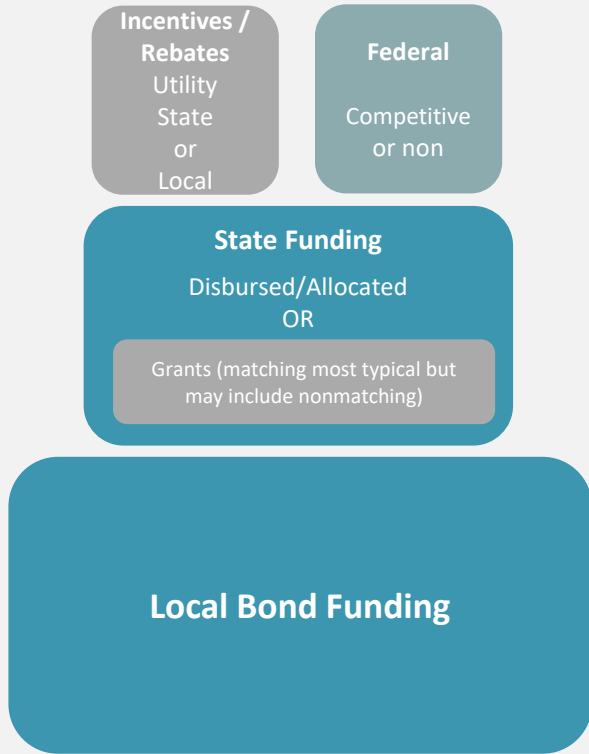 Incentives /
Rebates
Utility
State
or
Local
Federal
Competitive
or non
State Funding
Disbursed/Allocated
OR
Grants (matching most typical but
may include nonmatching)
Local Bond Funding